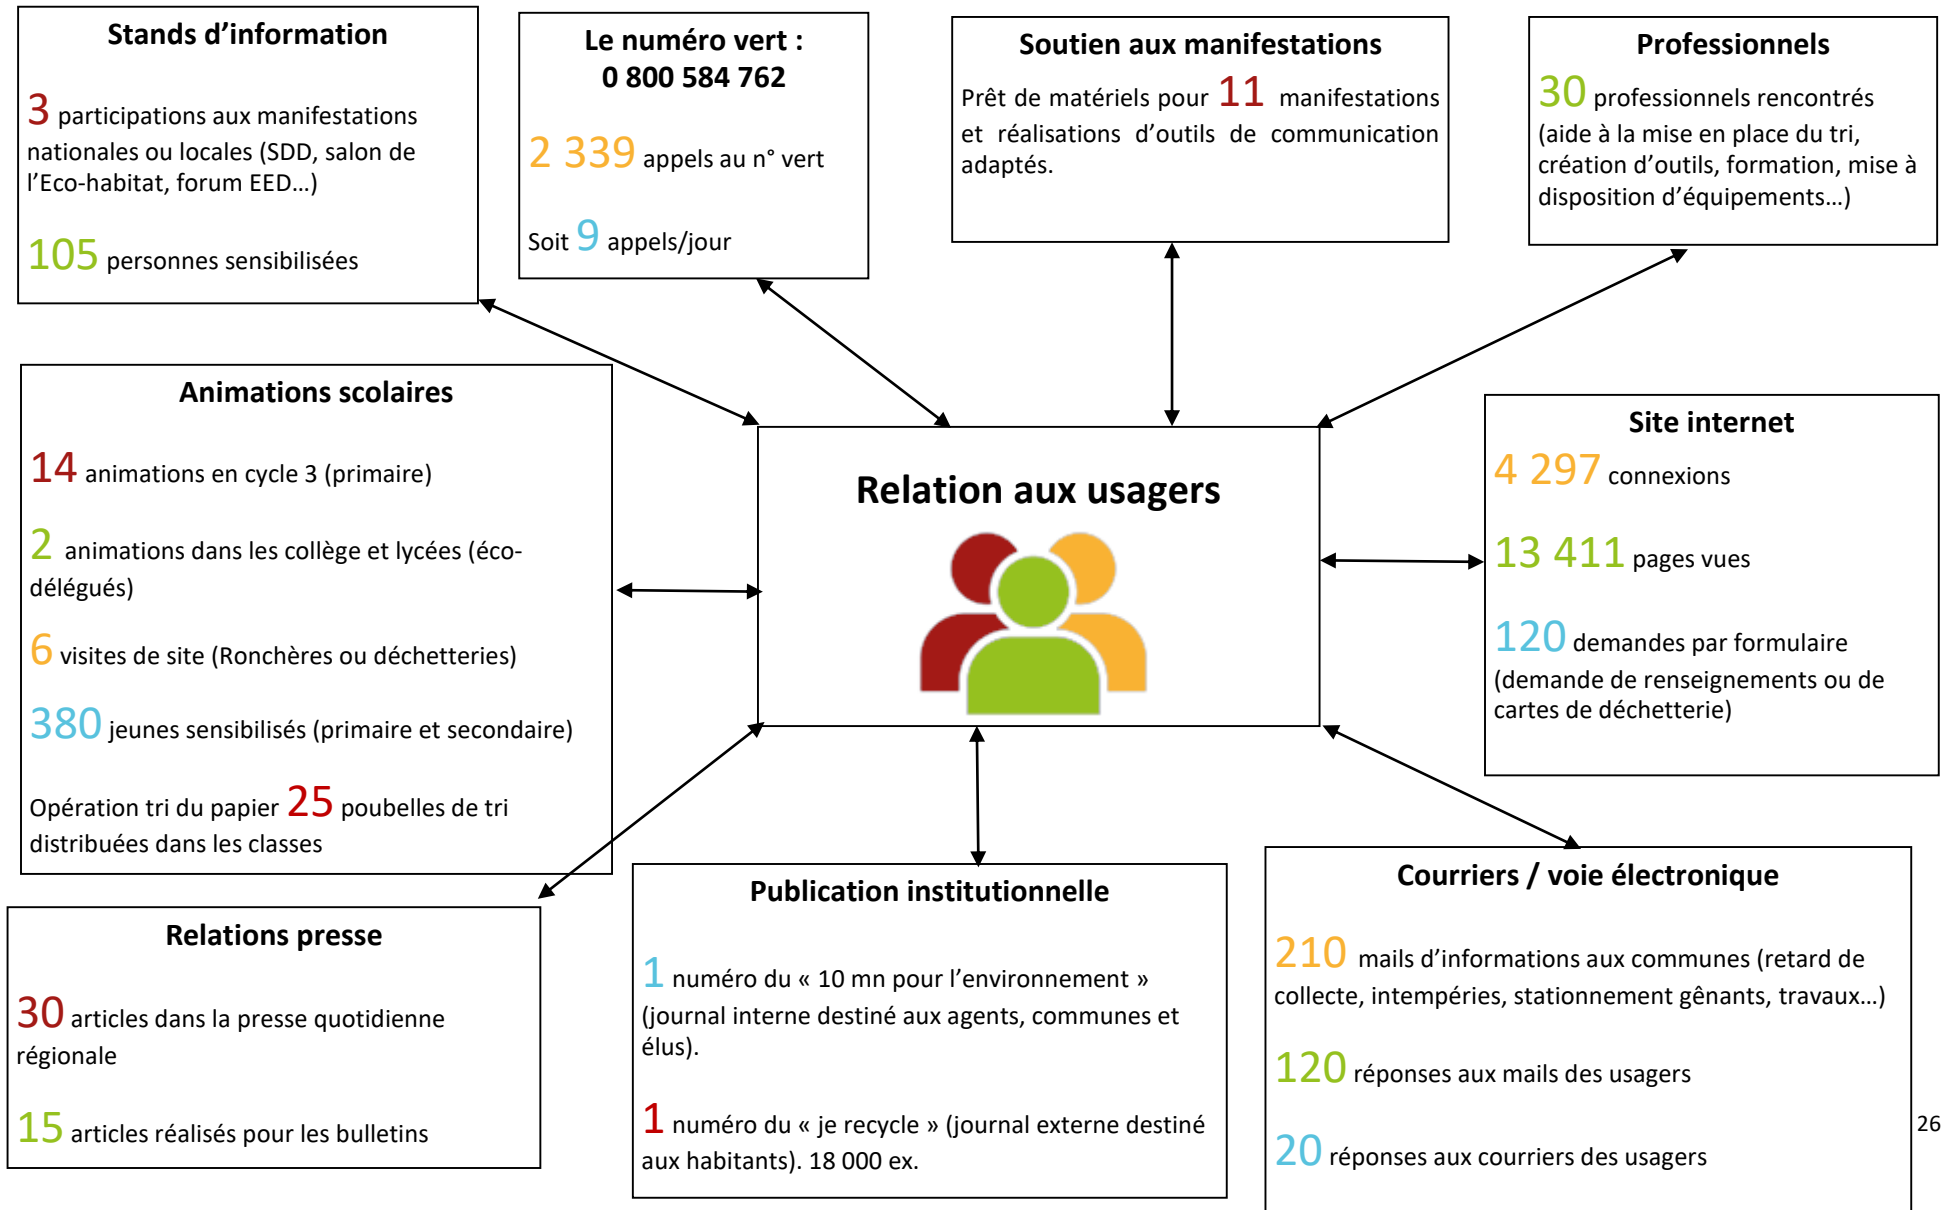 Stands d’information
3 participations aux manifestations
nationales ou locales (SDD, salon de
l’Eco-habitat, forum EED…)
105 personnes sensibilisées
Le numéro vert :
0 800 584 762
2 339 appels au n° vert
Soit 9 appels/jour
Soutien aux manifestations
Prêt de matériels pour 11 manifestations
et réalisations d’outils de communication
adaptés.
Professionnels
30 professionnels rencontrés
(aide à la mise en place du tri,
création d’outils, formation, mise à
disposition d’équipements…)
Animations scolaires
14 animations en cycle 3 (primaire)
2 animations dans les collège et lycées (éco-
délégués)
6 visites de site (Ronchères ou déchetteries)
380 jeunes sensibilisés (primaire et secondaire)
Opération tri du papier 25 poubelles de tri
distribuées dans les classes
Relation aux usagers
Site internet
4 297 connexions
13 411 pages vues
120 demandes par formulaire
(demande de renseignements ou de
cartes de déchetterie)
Relations presse
30 articles dans la presse quotidienne
régionale
15 articles réalisés pour les bulletins
Publication institutionnelle
1 numéro du « 10 mn pour l’environnement »
(journal interne destiné aux agents, communes et
élus).
1 numéro du « je recycle » (journal externe destiné
aux habitants). 18 000 ex.
Courriers / voie électronique
210 mails d’informations aux communes (retard de
collecte, intempéries, stationnement gênants, travaux…)
120 réponses aux mails des usagers
20 réponses aux courriers des usagers
26